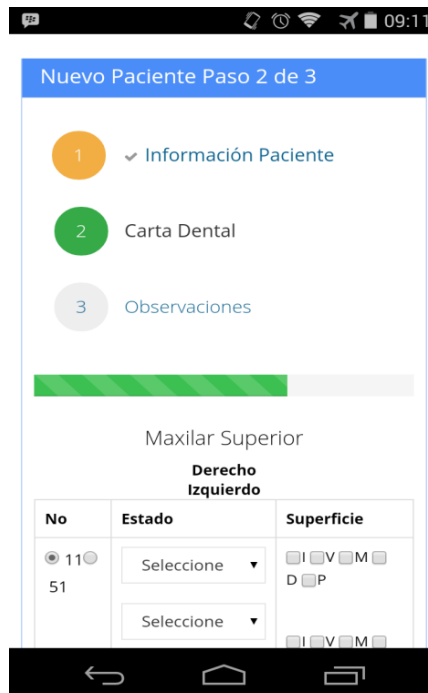 09:11
Nuevo Paciente Paso 2 de 3
1 Información Paciente
2 Carta Dental
3 Observaciones
Maxilar Superior
Derecho
Izquierdo
No Estado Superficie
11 Seleccione I V M
51 D P
Seleccione
I V M